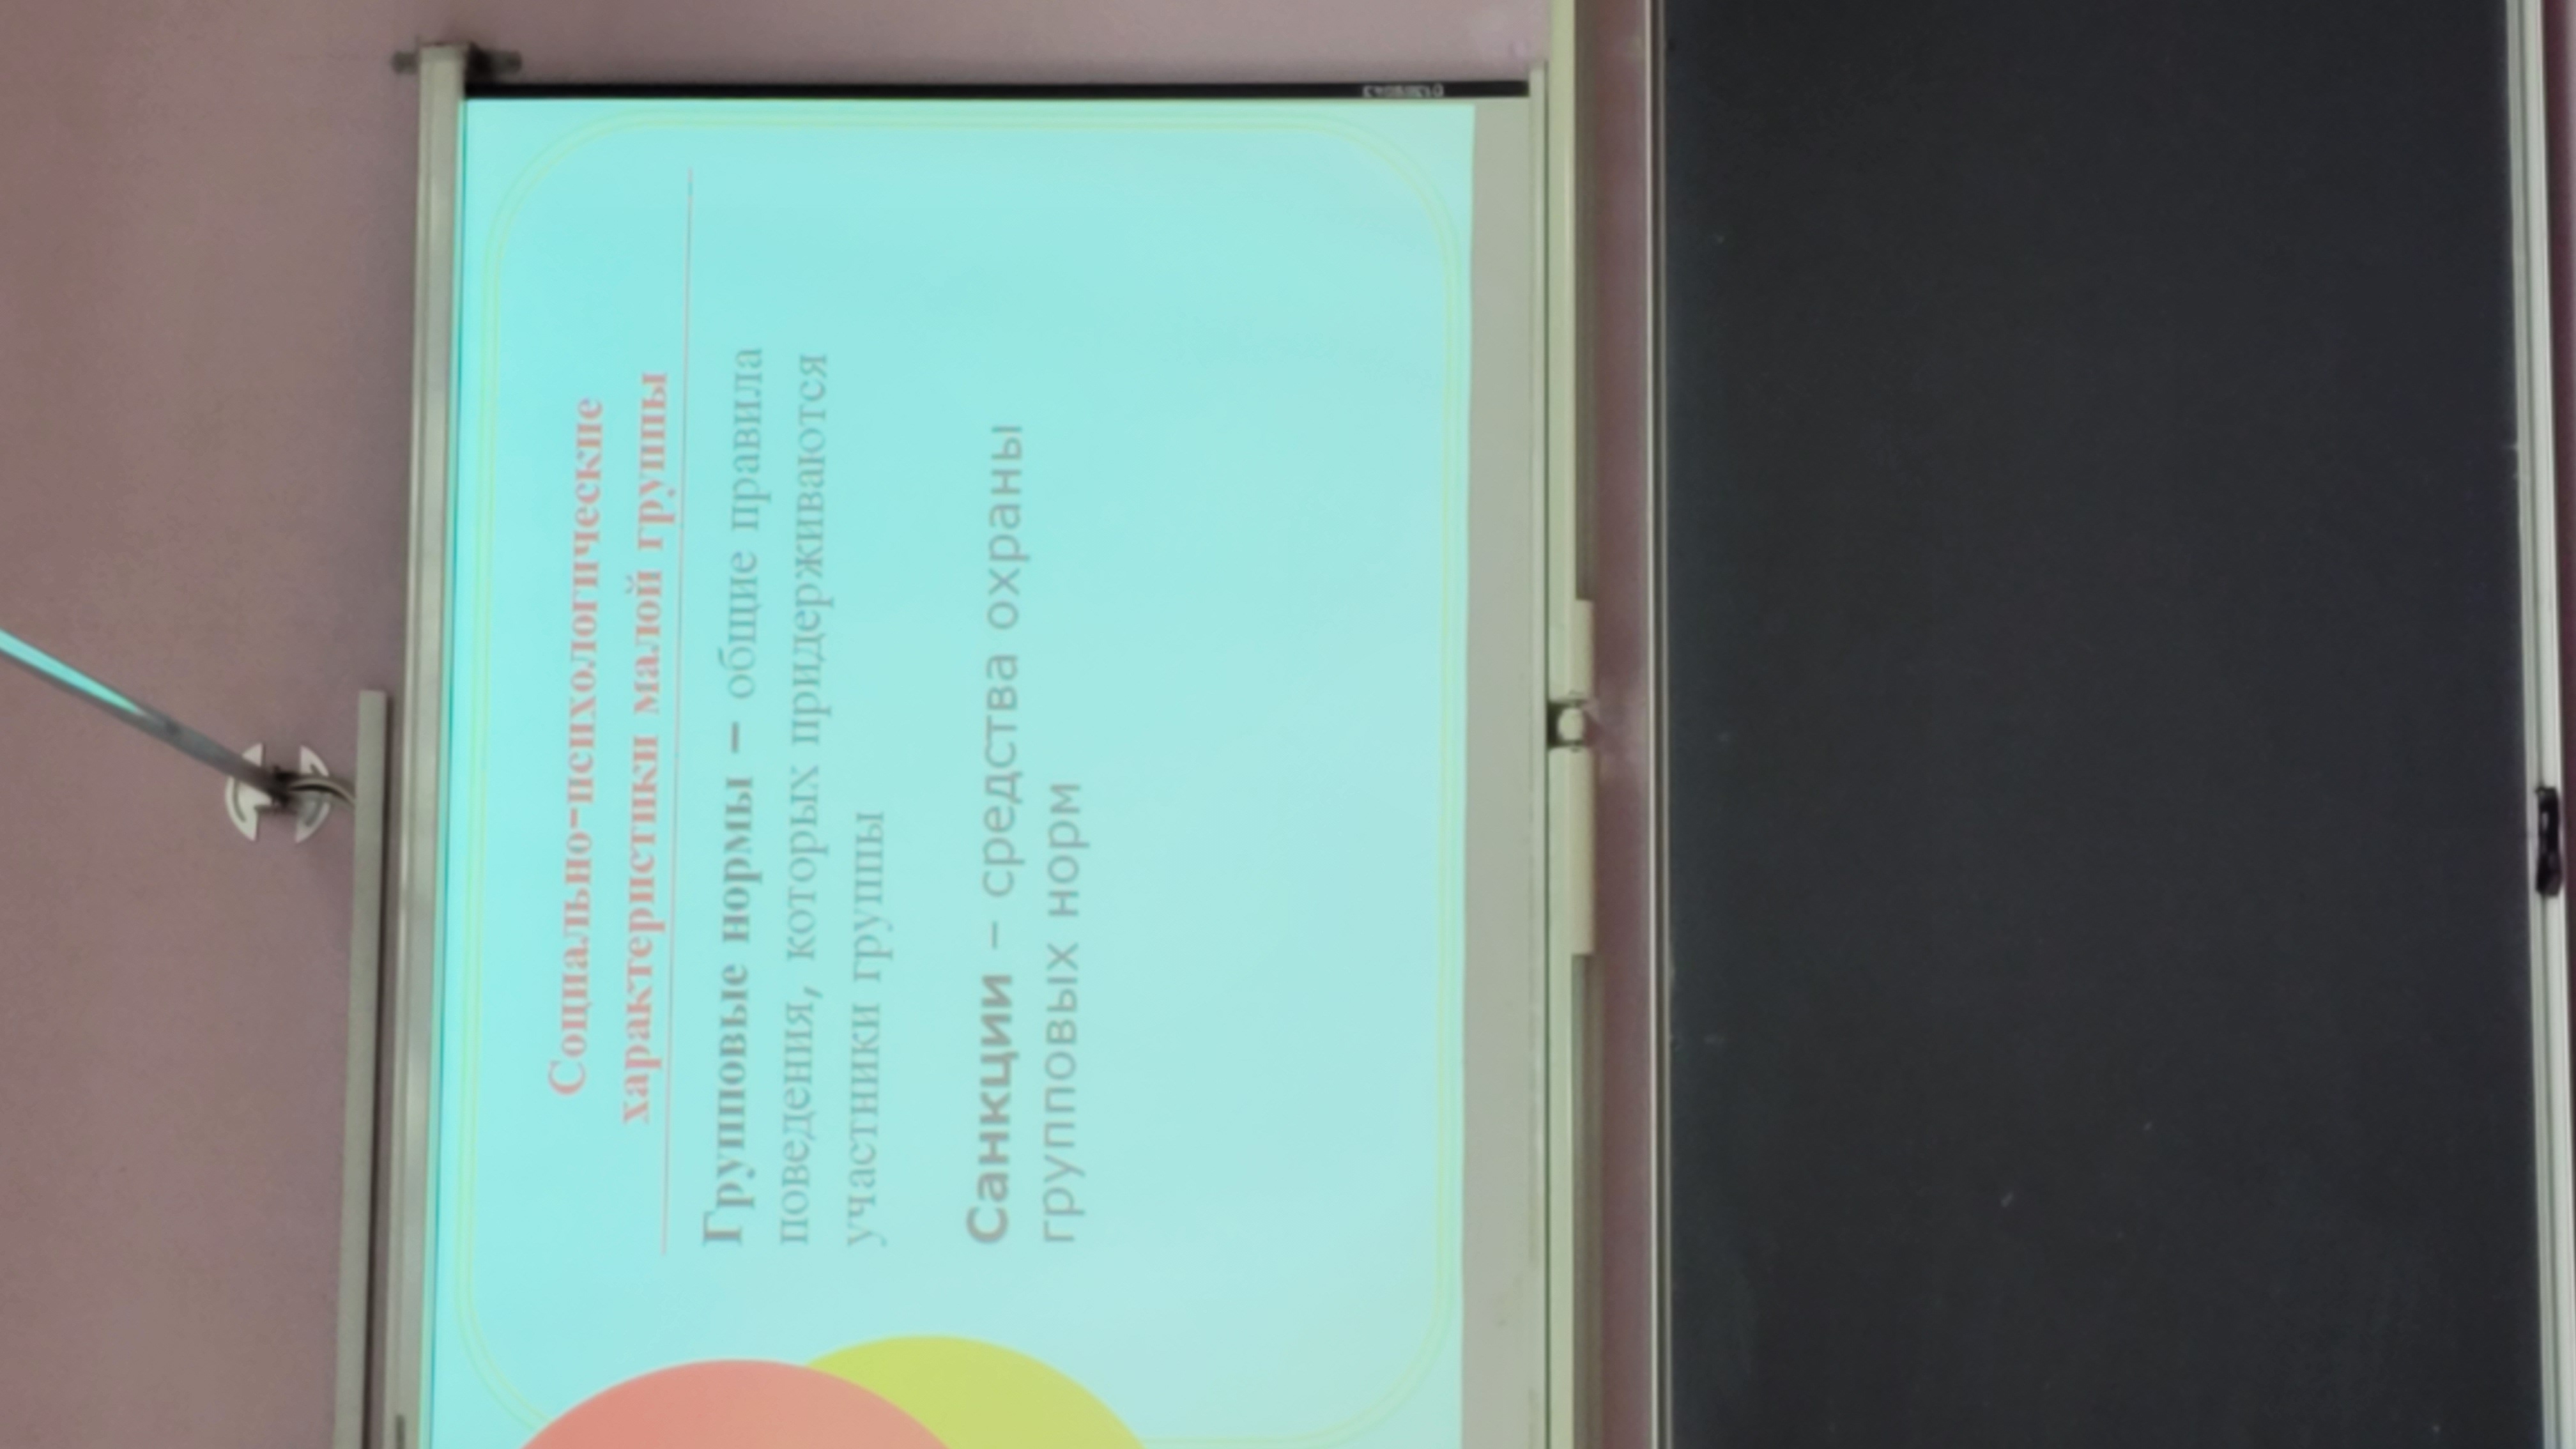 Социально-психологические
характеристики малой группы
Групповые нормы – общие правила
поведения, которых придерживаются
участники группы
Санкции – средства охраны
групповых норм